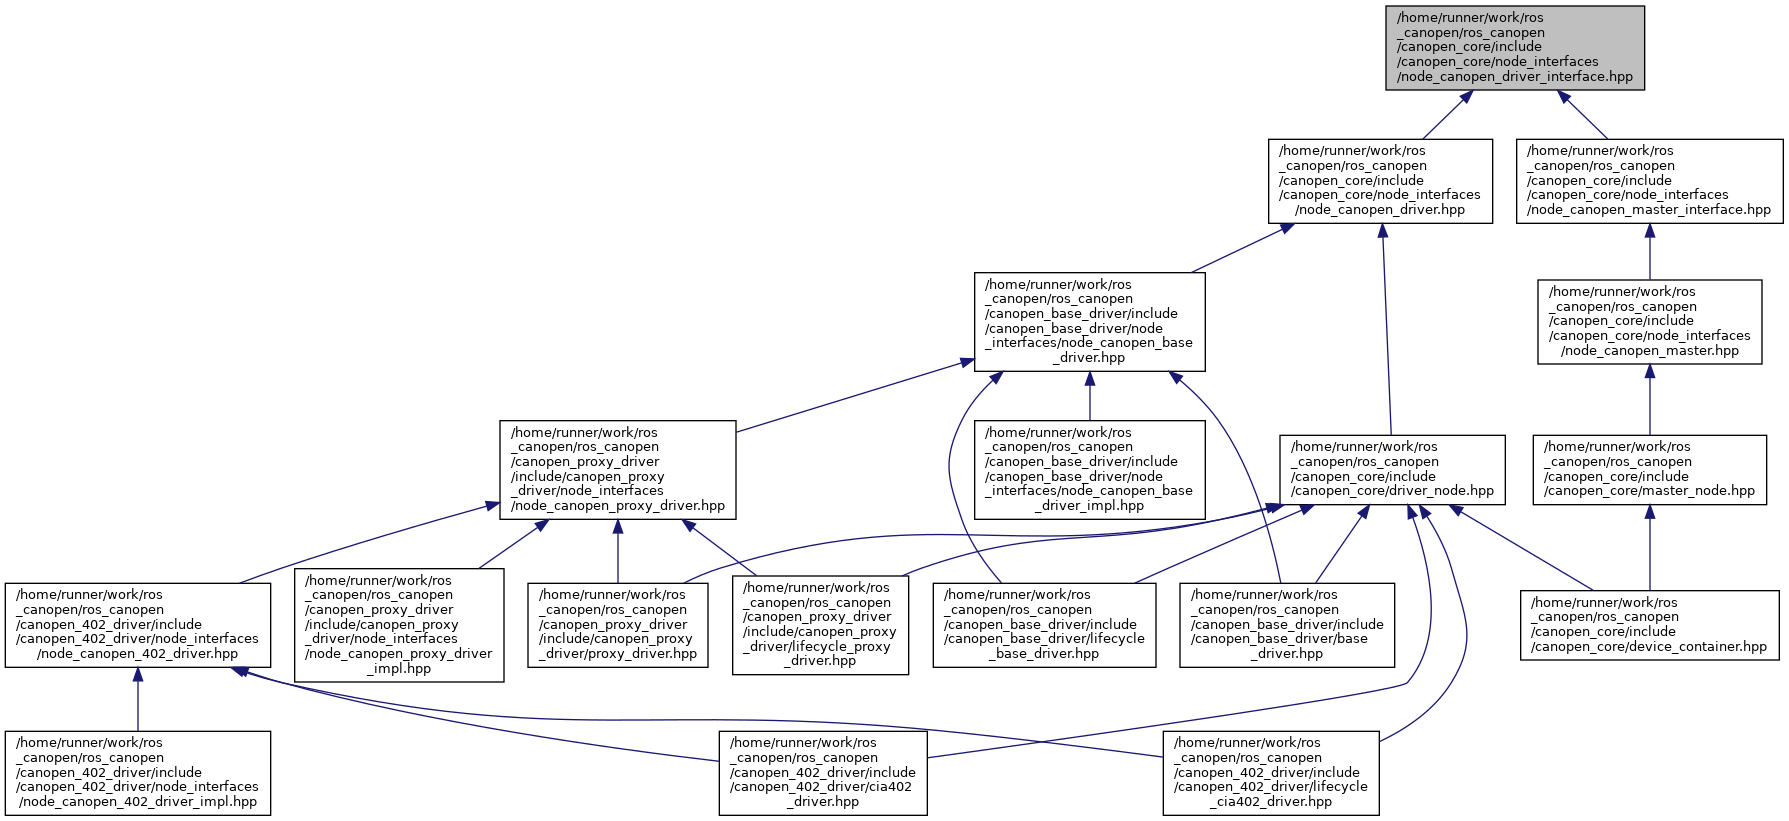 /home/runner/work/ros
_canopen/ros_canopen
/canopen_core/include
/canopen_core/node_interfaces
/node_canopen_driver_interface.hpp
/home/runner/work/ros
_canopen/ros_canopen
/canopen_core/include
/canopen_core/node_interfaces
/node_canopen_driver.hpp
/home/runner/work/ros
_canopen/ros_canopen
/canopen_core/include
/canopen_core/node_interfaces
/node_canopen_master_interface.hpp
/home/runner/work/ros
_canopen/ros_canopen
/canopen_base_driver/include
/canopen_base_driver/node
_interfaces/node_canopen_base
_driver.hpp
/home/runner/work/ros
_canopen/ros_canopen
/canopen_core/include
/canopen_core/node_interfaces
/node_canopen_master.hpp
/home/runner/work/ros
_canopen/ros_canopen
/canopen_proxy_driver
/include/canopen_proxy
_driver/node_interfaces
/node_canopen_proxy_driver.hpp
/home/runner/work/ros
_canopen/ros_canopen
/canopen_base_driver/include
/canopen_base_driver/node
_interfaces/node_canopen_base
_driver_impl.hpp
/home/runner/work/ros
_canopen/ros_canopen
/canopen_core/include
/canopen_core/driver_node.hpp
/home/runner/work/ros
_canopen/ros_canopen
/canopen_core/include
/canopen_core/master_node.hpp
/home/runner/work/ros
_canopen/ros_canopen
/canopen_402_driver/include
/canopen_402_driver/node_interfaces
/node_canopen_402_driver.hpp
/home/runner/work/ros
_canopen/ros_canopen
/canopen_proxy_driver
/include/canopen_proxy
_driver/node_interfaces
/node_canopen_proxy_driver
_impl.hpp
/home/runner/work/ros
_canopen/ros_canopen
/canopen_proxy_driver
/include/canopen_proxy
_driver/proxy_driver.hpp
/home/runner/work/ros
_canopen/ros_canopen
/canopen_proxy_driver
/include/canopen_proxy
_driver/lifecycle_proxy
_driver.hpp
/home/runner/work/ros
_canopen/ros_canopen
/canopen_base_driver/include
/canopen_base_driver/lifecycle
_base_driver.hpp
/home/runner/work/ros
_canopen/ros_canopen
/canopen_base_driver/include
/canopen_base_driver/base
_driver.hpp
/home/runner/work/ros
_canopen/ros_canopen
/canopen_core/include
/canopen_core/device_container.hpp
/home/runner/work/ros
_canopen/ros_canopen
/canopen_402_driver/include
/canopen_402_driver/node_interfaces
/node_canopen_402_driver_impl.hpp
/home/runner/work/ros
_canopen/ros_canopen
/canopen_402_driver/include
/canopen_402_driver/cia402
_driver.hpp
/home/runner/work/ros
_canopen/ros_canopen
/canopen_402_driver/include
/canopen_402_driver/lifecycle
_cia402_driver.hpp